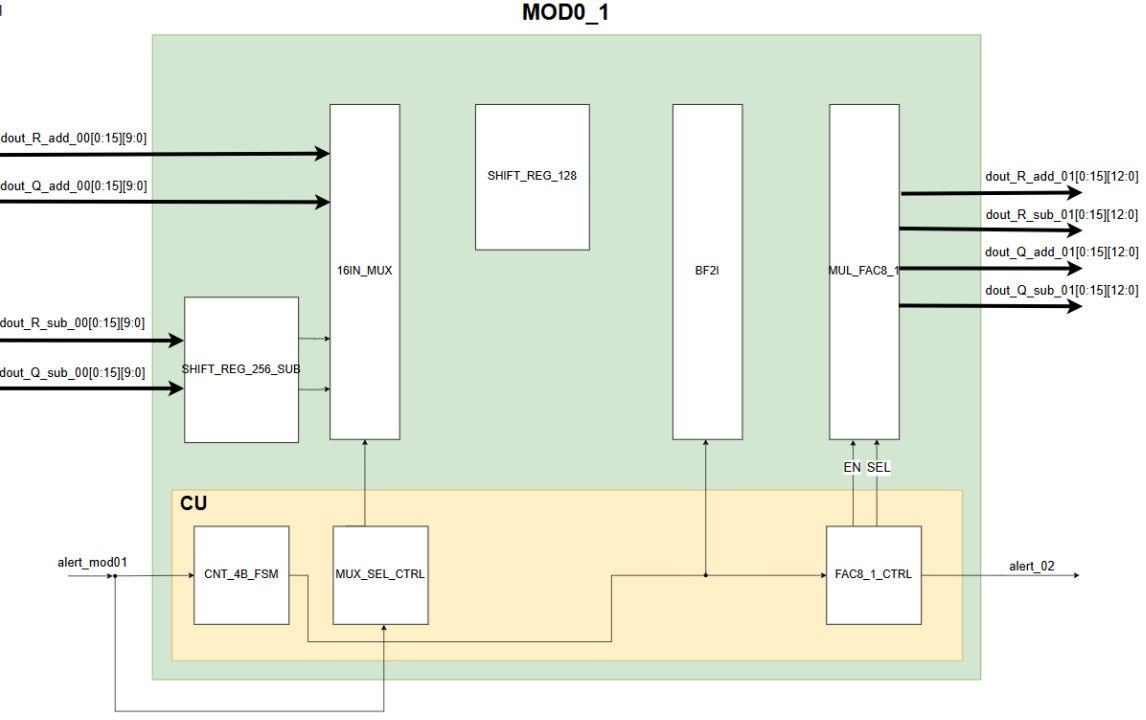 MOD0_1
dout_R_add_00[0:15][9:0]
dout_Q_add_00[0:15][9:0]
dout_R_sub_00[0:15][9:0]
dout_Q_sub_00[0:15][9:0]
SHIFT_REG_256_SUB
16IN_MUX
SHIFT_REG_128
BF2I
MUL_FAC8_1
dout_R_add_01[0:15][12:0]
dout_R_sub_01[0:15][12:0]
dout_Q_add_01[0:15][12:0]
dout_Q_sub_01[0:15][12:0]
EN SEL
CU
alert_mod01
CNT_4B_FSM
MUX_SEL_CTRL
FAC8_1_CTRL
alert_02